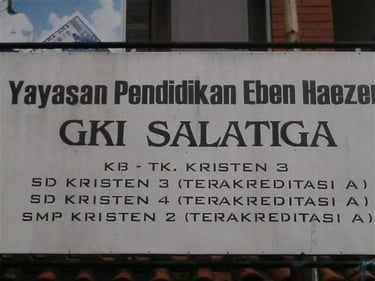 Yayasan Pendidikan Eben Haezer
GKI SALATIGA
KB - TK. KRISTEN 3
SD KRISTEN 3 (TERAKREDITASI A)
SD KRISTEN 4 (TERAKREDITASI A)
SMP KRISTEN 2 (TERAKREDITASI A)